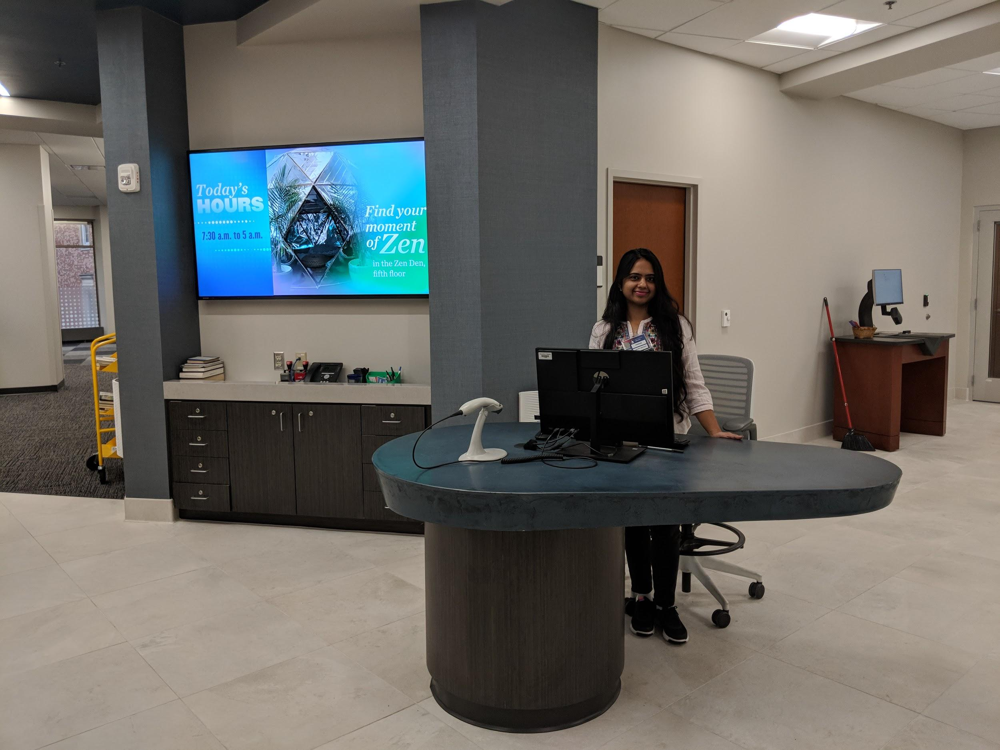 Today's
HOURS
7:30 a.m. to 5 a.m.
Find your
moment
of Zen
in the Zen Den,
fifth floor
hp